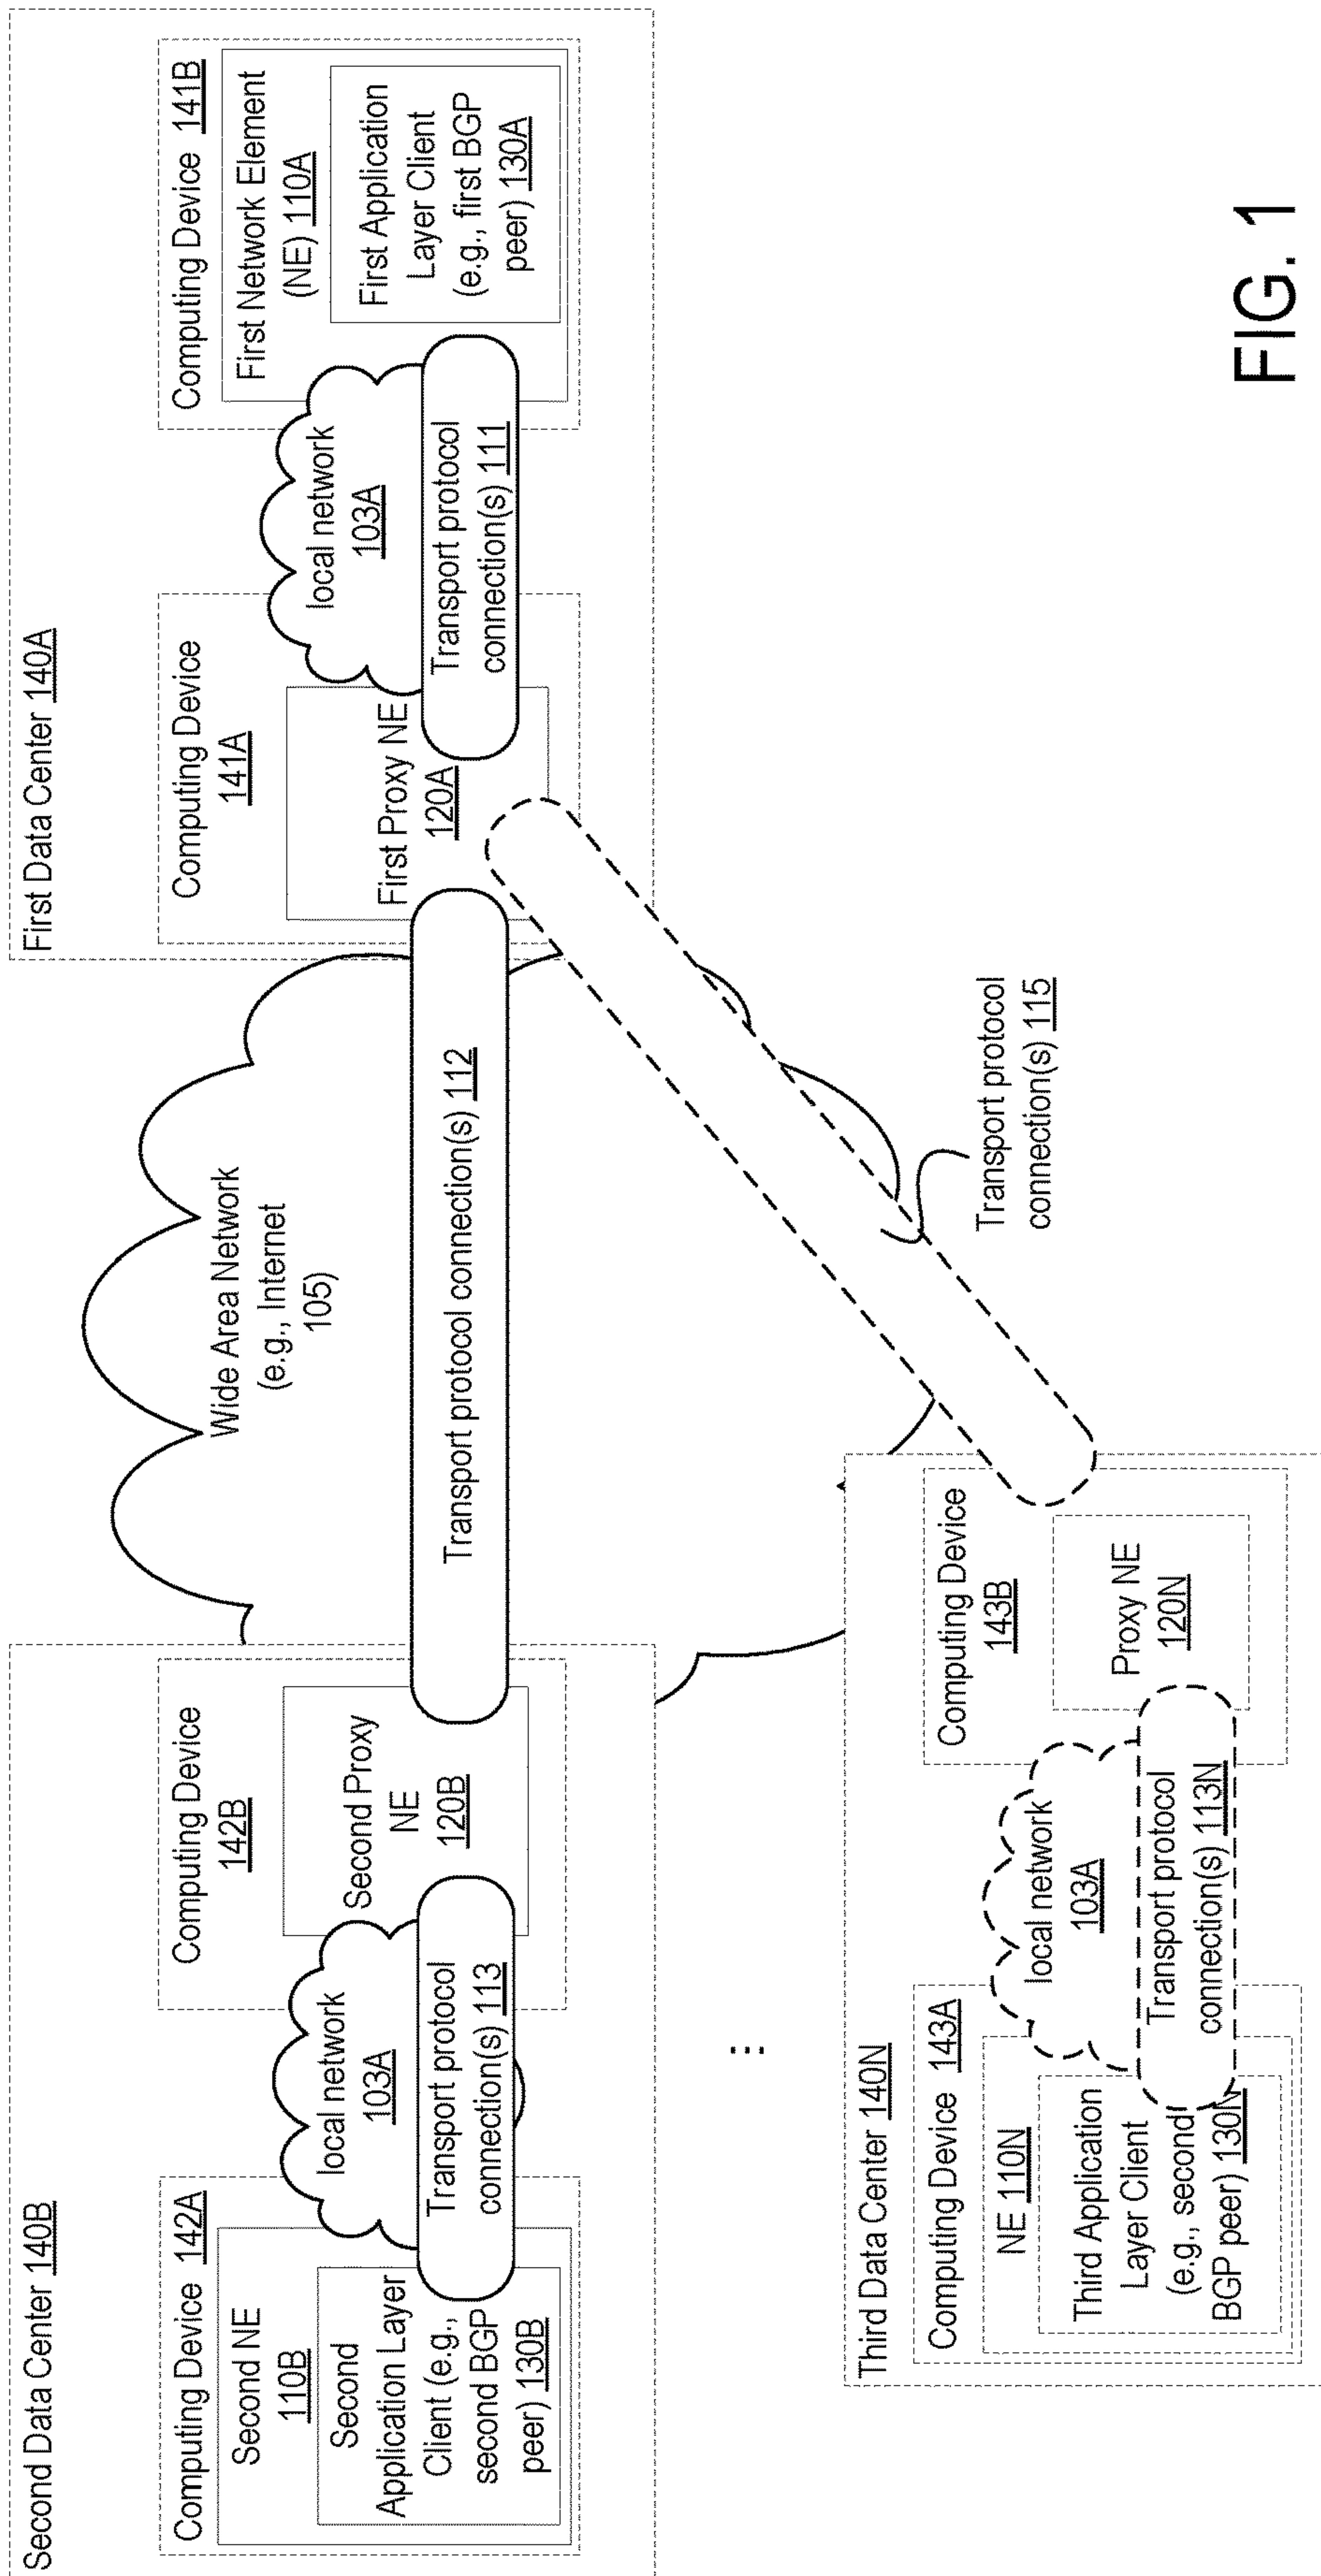 Second Data Center 140B
Computing Device 142A
Second NE
110B
Second
Application Layer
Client (e.g.,
second BGP
peer) 130B
local network
103A
Transport protocol
connection(s) 113
Computing Device
142B
Second Proxy
NE
120B
Wide Area Network
(e.g., Internet
105)
Transport protocol connection(s) 112
First Data Center 140A
Computing Device
141A
First Proxy NE
120A
local network
103A
Transport protocol
connection(s) 111
Computing Device 141B
First Network Element
(NE) 110A
First Application
Layer Client
(e.g., first BGP
peer) 130A
...
Third Data Center 140N
Computing Device 143A
NE 110N
Third Application
Layer Client
(e.g., second
BGP peer) 130N
local network
103A
Transport protocol
connection(s) 113N
Computing Device
143B
Proxy NE
120N
Transport protocol
connection(s) 115
FIG. 1